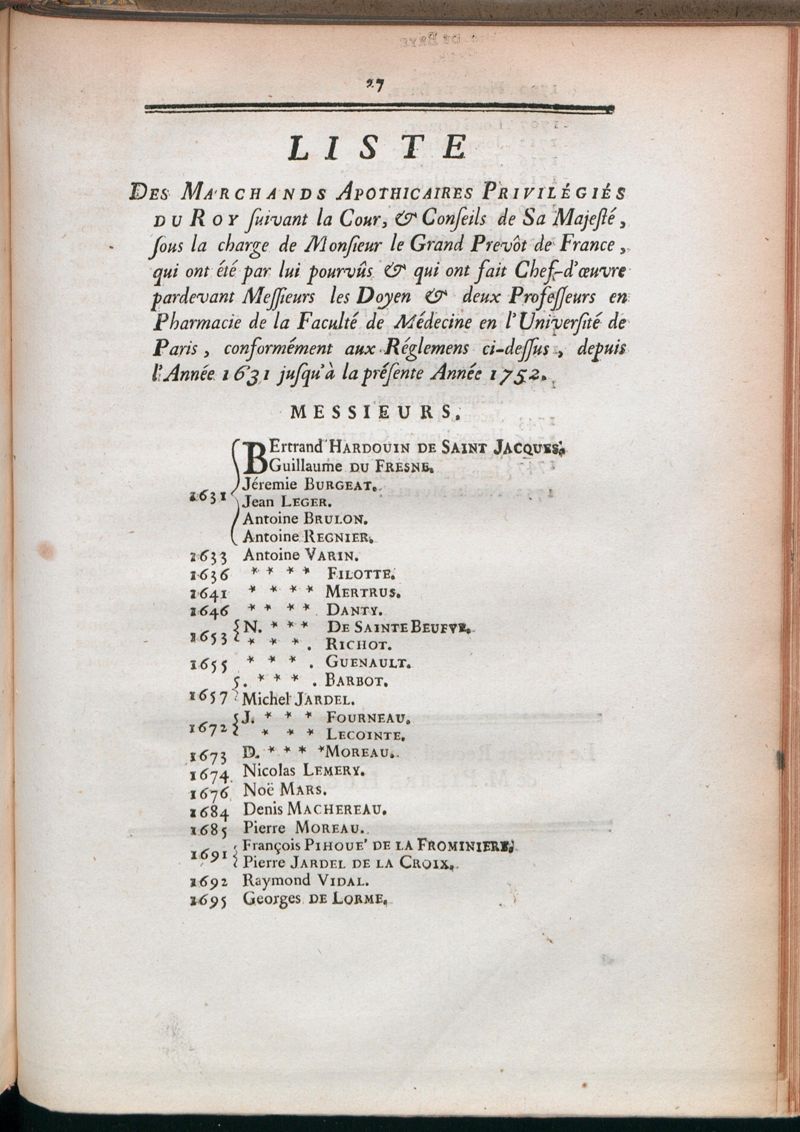 27
LISTE
DES MARCHANDS APOTHICAIRES PRIVILÉGIÉS
DU ROY ſuivant la Cour, & Conſeils de Sa Majeſté,
ſous la charge de Monſieur le Grand Prevôt de France,
qui ont été par lui pourvûs & qui ont fait Chef-d'œuvre
pardevant Meſſieurs les Doyen & deux Profeſſeurs en
Pharmacie de la Faculté de Médecine en l'Univerſité de
Paris, conformément aux Réglemens ci-deſſus, depuis
l'Année 1631 juſqu'à la préſente Année 1752.
MESSIEURS,
BErtrand HARDOUIN DE SAINT JACQUES,
Guillaume DU FRESNE.
Jéremie BURGEAT.
1631 Jean LEGER.
Antoine BRULON.
Antoine REGNIER.
1633 Antoine VARIN.
1636 * * * * FILOTTE.
1641 * * * * MERTRUS.
1646 * * * * DANTY.
1653 { N. * * * DE SAINTE BEUFVE.
* * * . RICHOT.
1655 * * * . GUENAULT.
. * * * . BARBOT.
1657 { Michel JARDEL.
1672 { J. * * * FOURNEAU.
* * * LECOINTE.
1673 D. * * * * MOREAU.
1674 Nicolas LEMERY.
1676 Noë MARS.
1684 Denis MACHEREAU.
1685 Pierre MOREAU.
1691 { François PIHOUE' DE LA FROMINIERE.
Pierre JARDEL DE LA CROIX.
1692 Raymond VIDAL.
1695 Georges DE LORME.